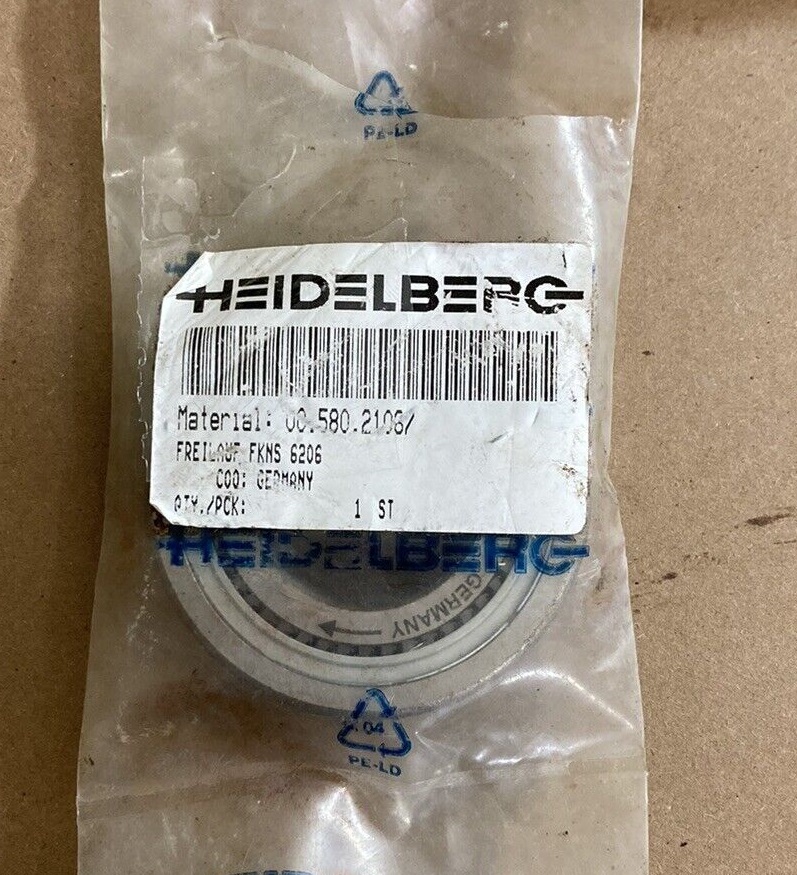 PE-LD
HEIDELBERG
Material: 00.580.2108/
FREILAUF FKNS 6206
COO: GERMANY
QTY./PCK: 1 ST
HEIDELBERG
GERMANY
04
PE-LD